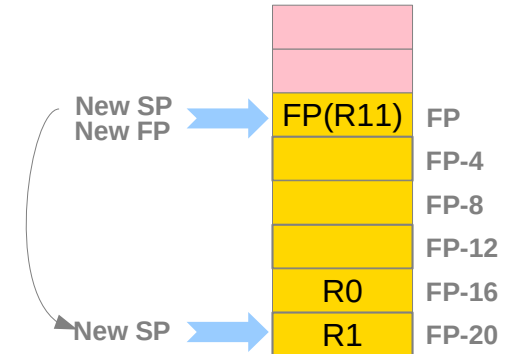 New SP
New FP
FP(R11)
FP
FP-4
FP-8
FP-12
R0
FP-16
New SP
R1
FP-20